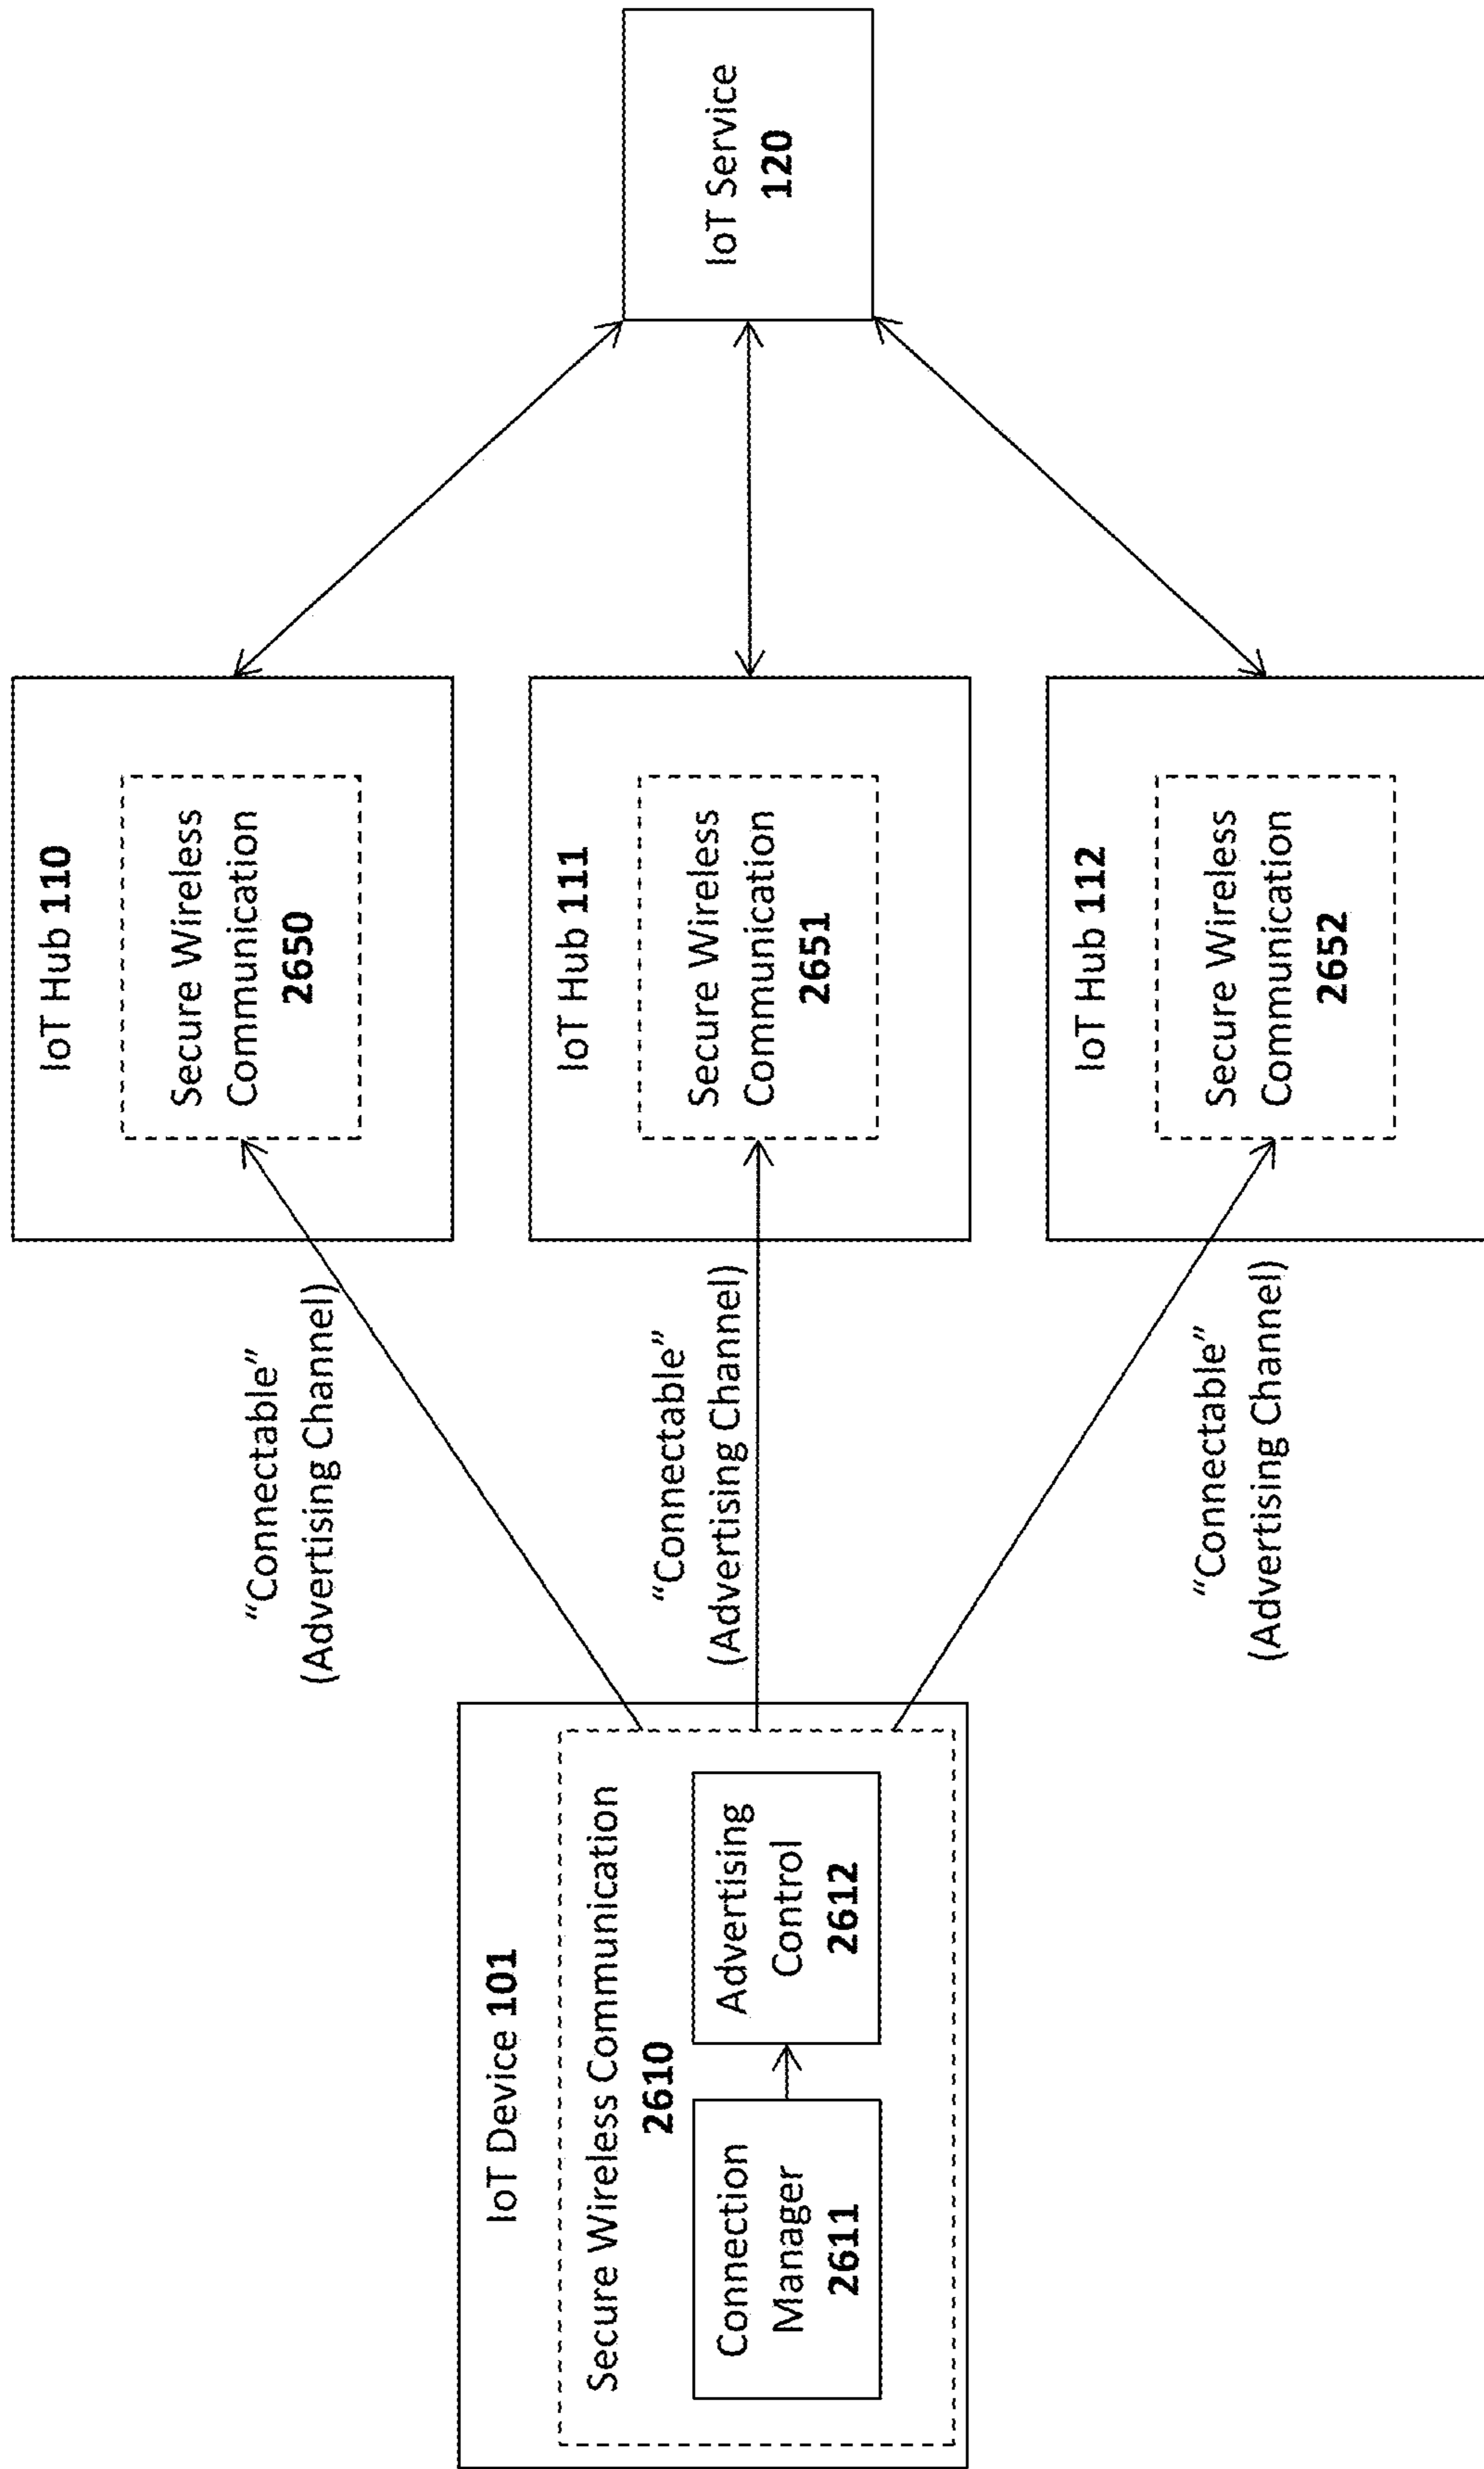 IoT Device 101
Secure Wireless Communication
2610
Connection
Manager
2611
Advertising
Control
2612
“Connectable”
(Advertising Channel)
“Connectable”
(Advertising Channel)
“Connectable”
(Advertising Channel)
IoT Hub 110
Secure Wireless
Communication
2650
IoT Hub 111
Secure Wireless
Communication
2651
IoT Hub 112
Secure Wireless
Communication
2652
IoT Service
120